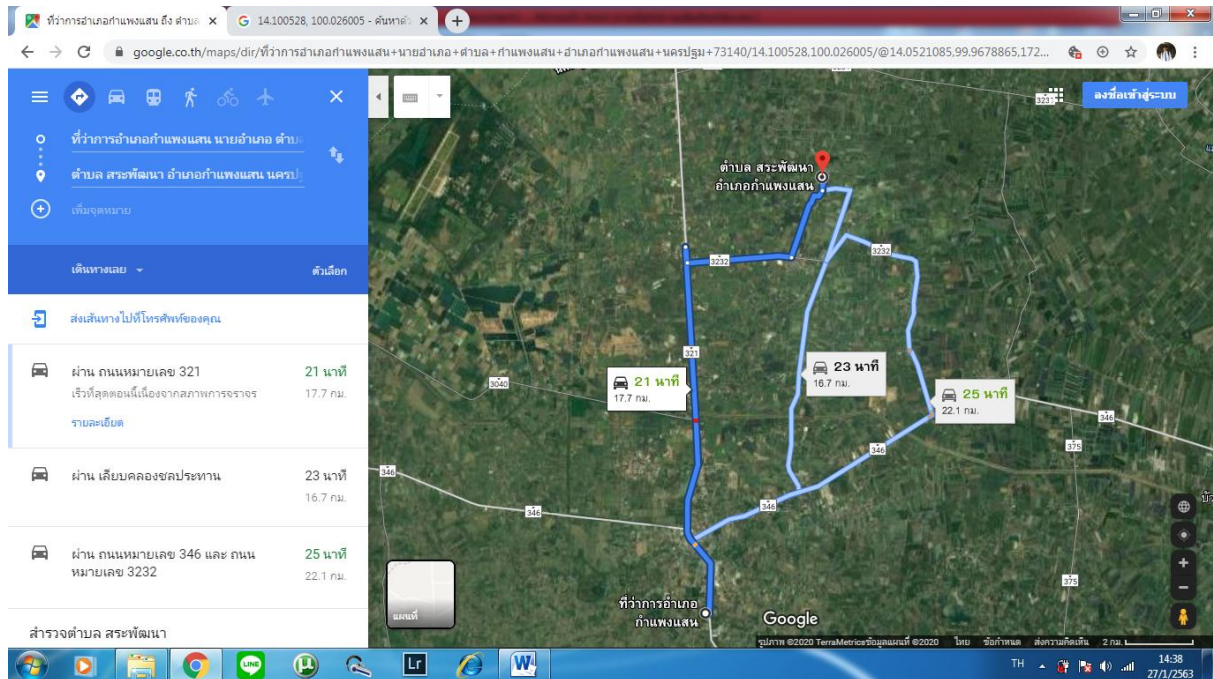 ที่ว่าการอำเภอกำแพงแสน ถึง ตำบล
14.100528, 100.026005 - ค้นหาด้ว
google.co.th/maps/dir/ที่ว่าการอำเภอกำแพงแสน+นายอำเภอ+ตำบล+กำแพงแสน+อำเภอกำแพงแสน+นครปฐม+73140/14.100528,100.026005/@14.0521085,99.9678865,172...
ที่ว่าการอำเภอกำแพงแสน นายอำเภอ ตำบล
ตำบล สระพัฒนา อำเภอกำแพงแสน นครปฐ
เพิ่มจุดหมาย
เดินทางเลย
ตัวเลือก
ส่งเส้นทางไปที่โทรศัพท์ของคุณ
ผ่าน ถนนหมายเลข 321
21 นาที
เร็วที่สุดตอนนี้เนื่องจากสภาพการจราจร
17.7 กม.
รายละเอียด
ผ่าน เลียบคลองชลประทาน
23 นาที
16.7 กม.
ผ่าน ถนนหมายเลข 346 และ ถนน
หมายเลข 3232
25 นาที
22.1 กม.
สำรวจตำบล สระพัฒนา
ลงชื่อเข้าสู่ระบบ
3231
ตำบล สระพัฒนา
อำเภอกำแพงแสน
3232
3232
321
3040
21 นาที
17.7 กม.
23 นาที
16.7 กม.
25 นาที
22.1 กม.
346
375
346
346
346
346
375
ที่ว่าการอำเภอ
กำแพงแสน
แผนที่
Google
รูปภาพ ©2020 TerraMetrics ข้อมูลแผนที่ ©2020
ไทย
ข้อกำหนด
ส่งความคิดเห็น
2 กม.
LINE
Lr
W
TH
14:38
27/1/2563